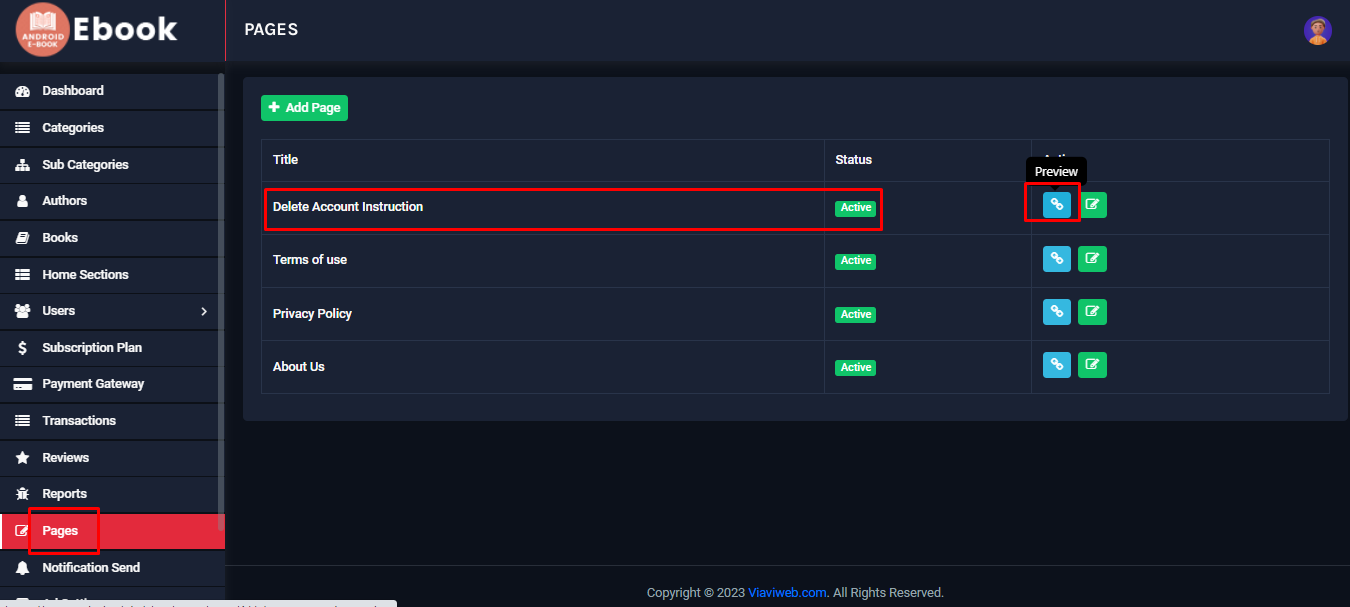 ANDROID
E-BOOK
Ebook
PAGES
Dashboard
Categories
Sub Categories
Authors
Books
Home Sections
Users
Subscription Plan
Payment Gateway
Transactions
Reviews
Reports
Pages
Notification Send
Add Page
Title Status
Preview
Delete Account Instruction Active
Terms of use Active
Privacy Policy Active
About Us Active
Copyright © 2023 Viaviweb.com. All Rights Reserved.